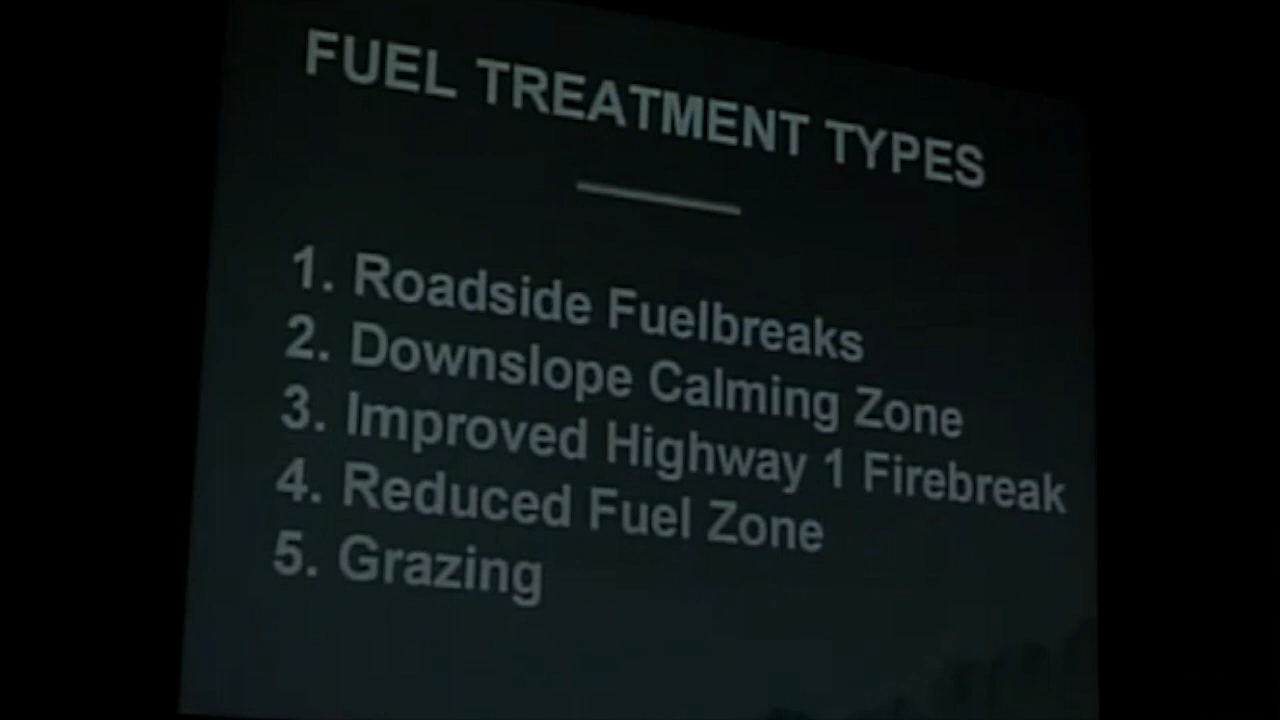 FUEL TREATMENT TYPES
1. Roadside Fuelbreaks
2. Downslope Calming Zone
3. Improved Highway 1 Firebreak
4. Reduced Fuel Zone
5. Grazing